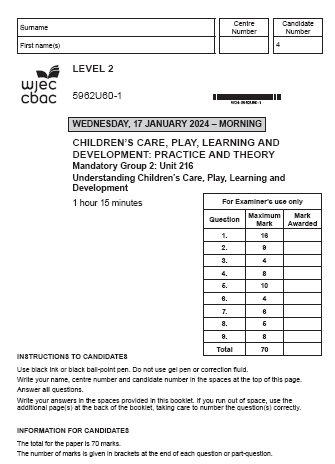 Surname
Centre Number
Candidate Number
First name(s)
4
wjec
cbac
LEVEL 2
5962U60-1
WEDNESDAY, 17 JANUARY 2024 – MORNING
CHILDREN'S CARE, PLAY, LEARNING AND
DEVELOPMENT: PRACTICE AND THEORY
Mandatory Group 2: Unit 216
Understanding Children's Care, Play, Learning and
Development
1 hour 15 minutes
For Examiner's use only
Question Maximum Mark Mark Awarded
1. 16
2. 9
3. 4
4. 8
5. 10
6. 4
7. 6
8. 5
9. 8
Total 70
INSTRUCTIONS TO CANDIDATES
Use black ink or black ball-point pen. Do not use gel pen or correction fluid.
Write your name, centre number and candidate number in the spaces at the top of this page.
Answer all questions.
Write your answers in the spaces provided in this booklet. If you run out of space, use the
additional page(s) at the back of the booklet, taking care to number the question(s) correctly.
INFORMATION FOR CANDIDATES
The total for the paper is 70 marks.
The number of marks is given in brackets at the end of each question or part-question.